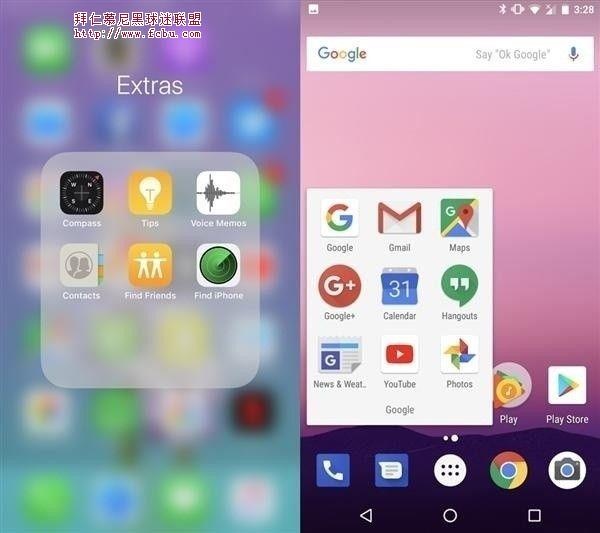 拜仁慕尼黑球迷联盟
http://www.fcbu.com
Extras
Compass
Tips
Voice Memos
Contacts
Find Friends
Find iPhone
3:28
Google
Say "Ok Google"
Google
Gmail
Maps
Google+
31
Calendar
Hangouts
News & Weat..
YouTube
Photos
Google
Play
Play Store